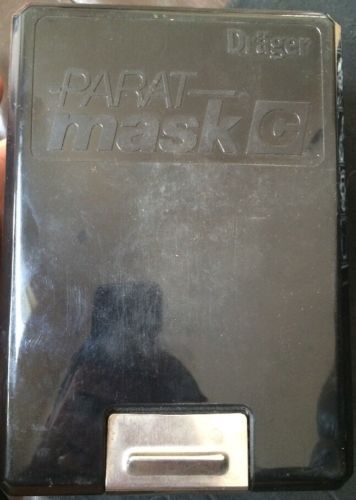 Dräger
PARAT
mask C